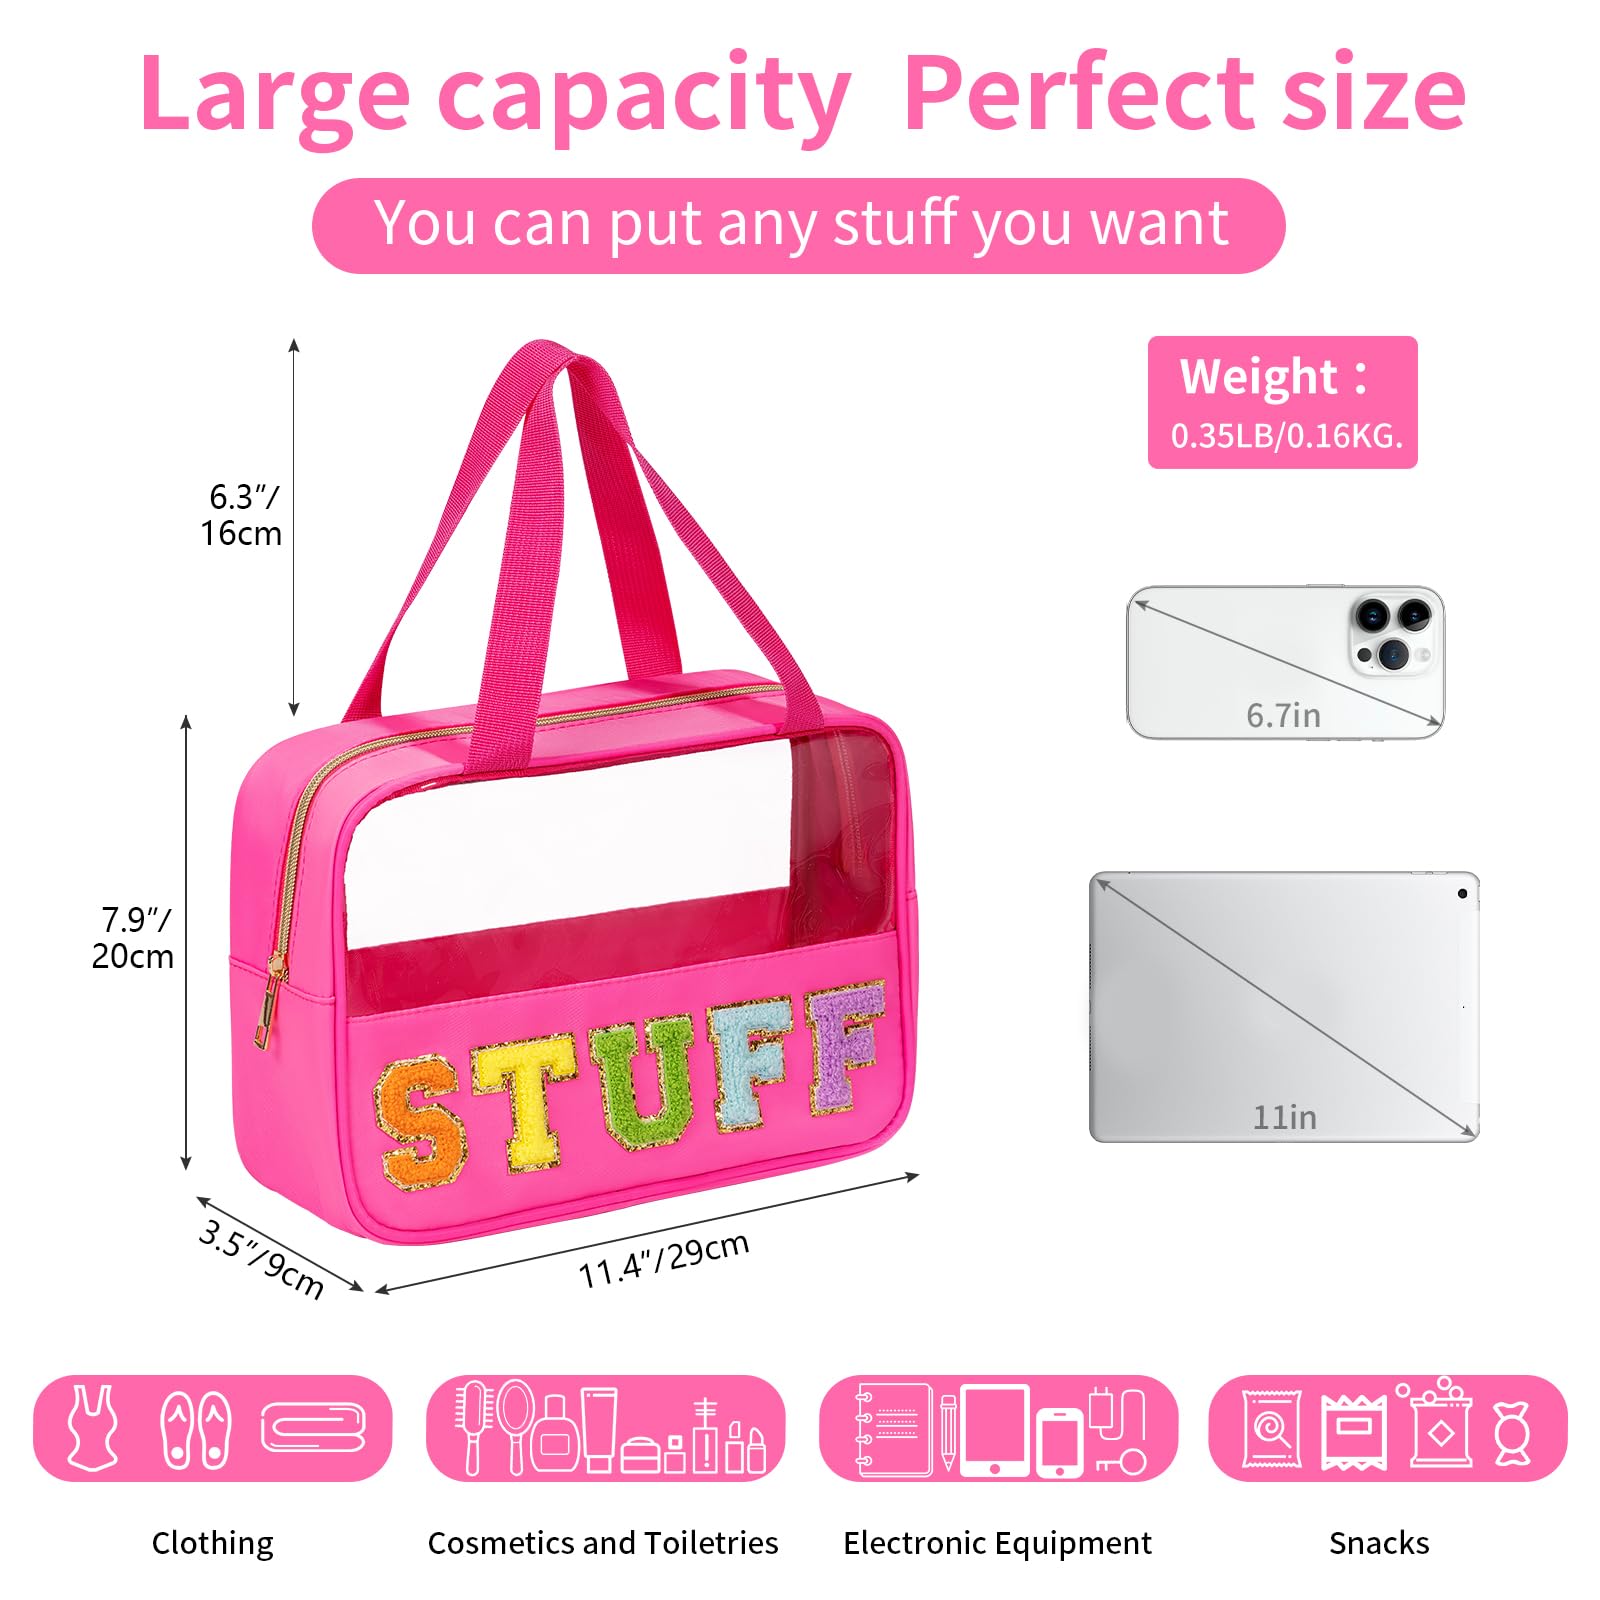 Large capacity  Perfect size
You can put any stuff you want
Weight：
0.35LB/0.16KG.
6.3"/
16cm
6.7in
7.9"/
20cm
STUFF
11in
3.5"/9cm
11.4"/29cm
Clothing
Cosmetics and Toiletries
Electronic Equipment
Snacks